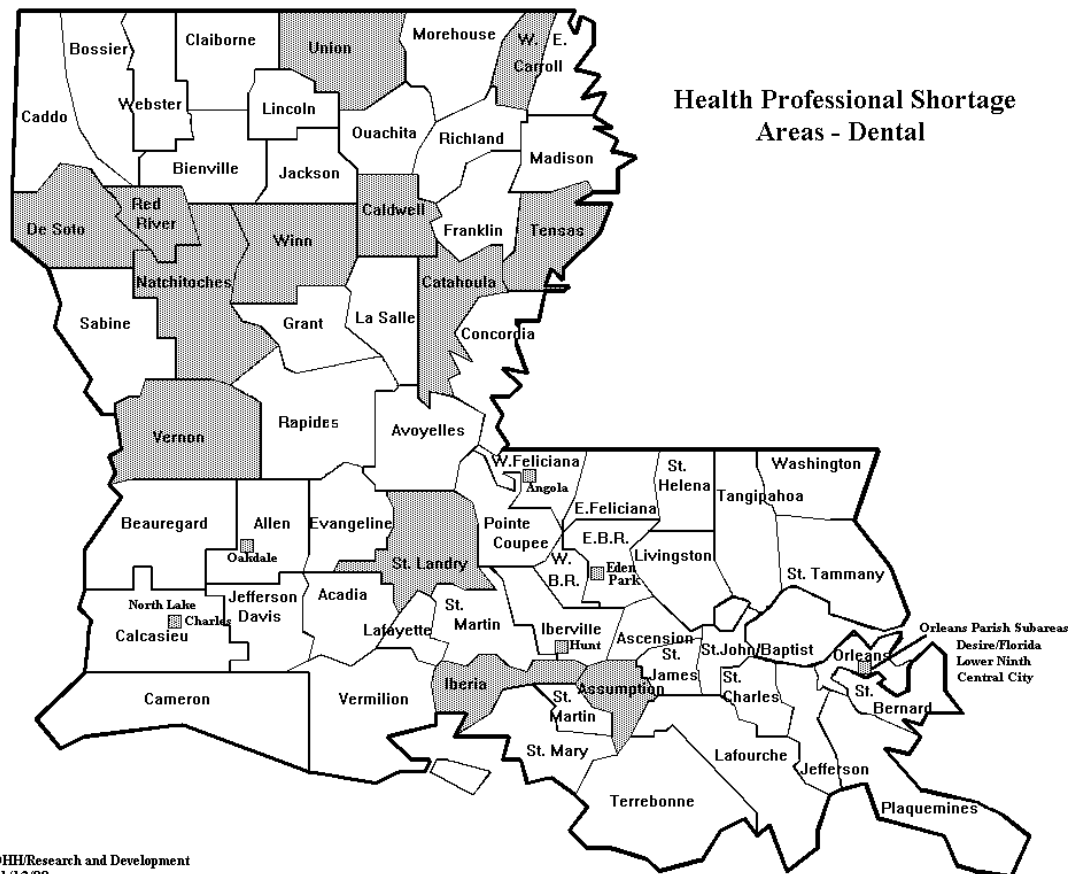 Health Professional Shortage
Areas - Dental
Bossier
Claiborne
Union
Morehouse
W.
E.
Carroll
Caddo
Webster
Lincoln
Ouachita
Richland
Madison
Bienville
Jackson
De Soto
Red
River
Winn
Caldwell
Franklin
Tensas
Natchitoches
Catahoula
Sabine
Grant
La Salle
Concordia
Vernon
Rapides
Avoyelles
W.Feliciana
Angola
St.
Helena
Washington
Tangipahoa
E.Feliciana
Beauregard
Allen
Oakdale
Evangeline
St. Landry
Pointe
Coupee
E.B.R.
W.
B.R.
Eden
Park
Livingston
St. Tammany
North Lake
Charles
Calcasieu
Jefferson
Davis
Acadia
Lafayette
St.
Martin
Iberville
Hunt
Ascension
St.
James
St.John/Baptist
Orleans
Orleans Parish Subareas
Desire/Florida
Lower Ninth
Central City
Cameron
Vermilion
Iberia
St.
Martin
Assumption
St.
Charles
St.
Bernard
St. Mary
Lafourche
Jefferson
Terrebonne
Plaquemines
HH/Research and Development